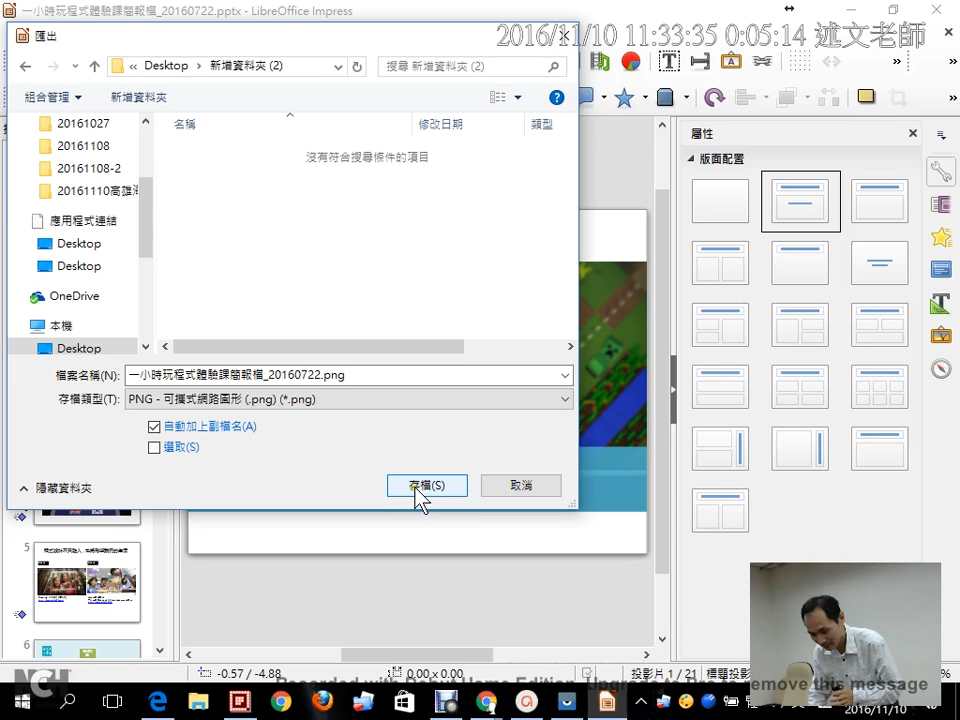 一小時玩程式體驗課簡報檔_20160722.pptx - LibreOffice Impress
匯出
2016/11/10 11:33:35 0:05:14 述文老師
« Desktop › 新增資料夾 (2)
搜尋 新增資料夾 (2)
組合管理
新增資料夾
名稱
修改日期
類型
沒有符合搜尋條件的項目
20161027
20161108
20161108-2
20161110高雄
應用程式連結
Desktop
Desktop
OneDrive
本機
Desktop
檔案名稱(N):
一小時玩程式體驗課簡報檔_20160722.png
存檔類型(T):
PNG - 可攜式網路圖形 (.png) (*.png)
自動加上副檔名(A)
選取(S)
隱藏資料夾
存檔(S)
取消
屬性
版面配置
5
6
-0.57 / -4.88
0.00 x 0.00
投影片 1 / 21
標題投影
%
NCH
Recorded with Debut Home Edition. Upgrade here to remove this message
2016/11/10